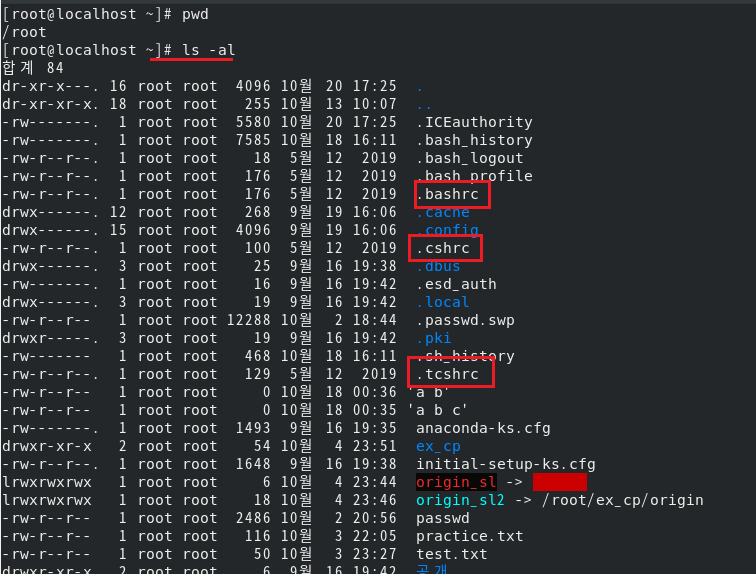 [root@localhost ~]# pwd
/root
[root@localhost ~]# ls -al
합계 84
dr-xr-x---. 16 root root 4096 10월 20 17:25 .
dr-xr-xr-x. 18 root root 255 10월 13 10:07 ..
-rw-------. 1 root root 5580 10월 20 17:25 .ICEauthority
-rw-------. 1 root root 7585 10월 18 16:11 .bash_history
-rw-r--r--. 1 root root 18 5월 12 2019 .bash_logout
-rw-r--r--. 1 root root 176 5월 12 2019 .bash_profile
-rw-r--r--. 1 root root 176 5월 12 2019 .bashrc
drwx------. 12 root root 268 9월 19 16:06 .cache
drwx------. 15 root root 4096 9월 19 16:06 .config
-rw-r--r--. 1 root root 100 5월 12 2019 .cshrc
drwx------. 3 root root 25 9월 16 19:38 .dbus
-rw-------. 1 root root 16 9월 16 19:42 .esd_auth
drwx------. 3 root root 19 9월 16 19:42 .local
-rw-r--r-- 1 root root 12288 10월 2 18:44 .passwd.swp
drwxr-----. 3 root root 19 9월 16 19:42 .pki
-rw------- 1 root root 468 10월 18 16:11 .sh_history
-rw-r--r--. 1 root root 129 5월 12 2019 .tcshrc
-rw-r--r-- 1 root root 0 10월 18 00:36 'a b'
-rw-r--r-- 1 root root 0 10월 18 00:35 'a b c'
-rw-------. 1 root root 1493 9월 16 19:35 anaconda-ks.cfg
drwxr-xr-x 2 root root 54 10월 4 23:51 ex_cp
-rw-r--r--. 1 root root 1648 9월 16 19:38 initial-setup-ks.cfg
lrwxrwxrwx 1 root root 6 10월 4 23:44 origin_sl ->
lrwxrwxrwx 1 root root 18 10월 4 23:46 origin_sl2 -> /root/ex_cp/origin
-rw-r--r-- 1 root root 2486 10월 2 20:56 passwd
-rw-r--r-- 1 root root 116 10월 3 22:05 practice.txt
-rw-r--r-- 1 root root 50 10월 3 23:27 test.txt
drwxr-xr-x. 2 root root 6 9월 16 19:42 공개